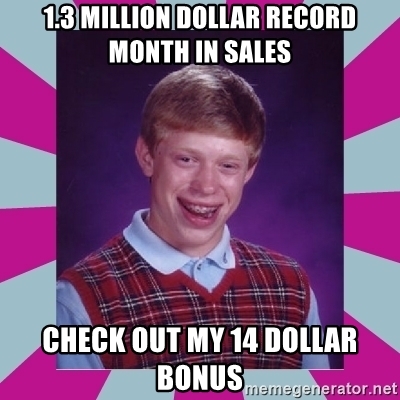 1.3 MILLION DOLLAR RECORD
MONTH IN SALES
CHECK OUT MY 14 DOLLAR
BONUS
memegenerator.net